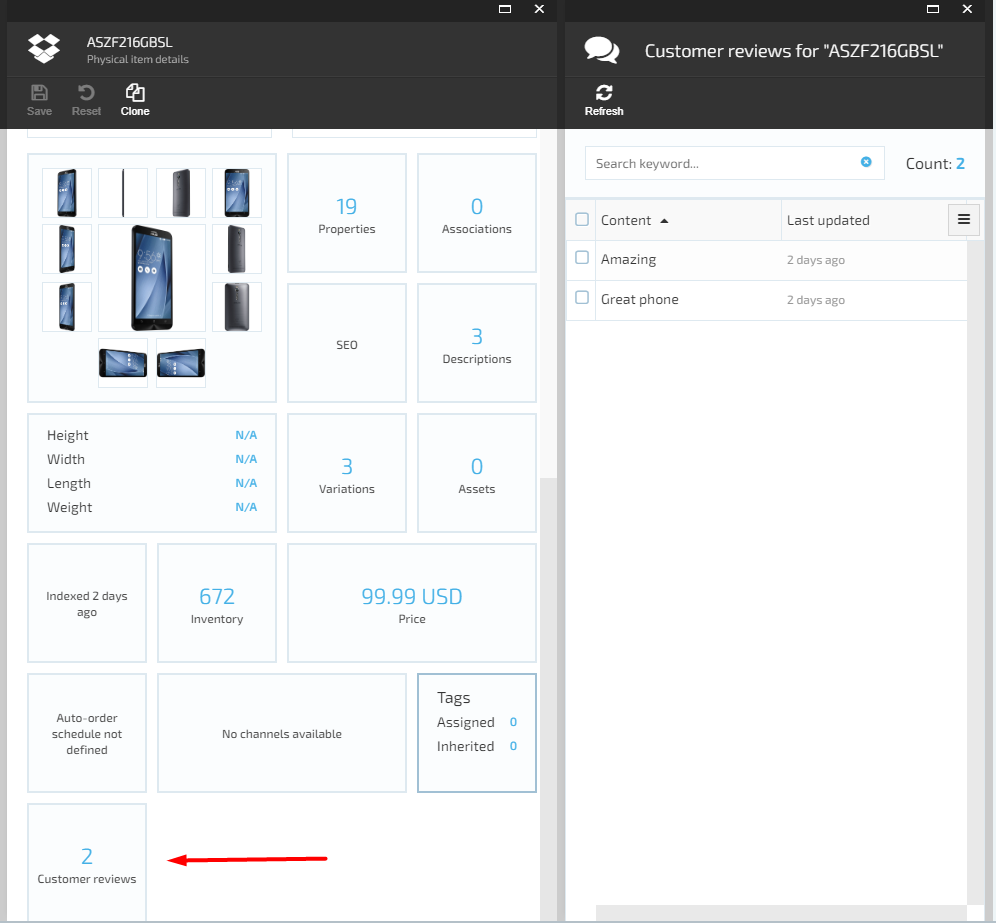 ASZF216GBSL
Physical item details
Save Reset Clone
19
Properties
0
Associations
SEO
3
Descriptions
Height N/A
Width N/A
Length N/A
Weight N/A
3
Variations
0
Assets
Indexed 2 days
ago
672
Inventory
99.99 USD
Price
Auto-order
schedule not
defined
No channels available
Tags
Assigned 0
Inherited 0
2
Customer reviews
Customer reviews for "ASZF216GBSL"
Refresh
Search keyword...
Count: 2
Content Last updated
Amazing 2 days ago
Great phone 2 days ago